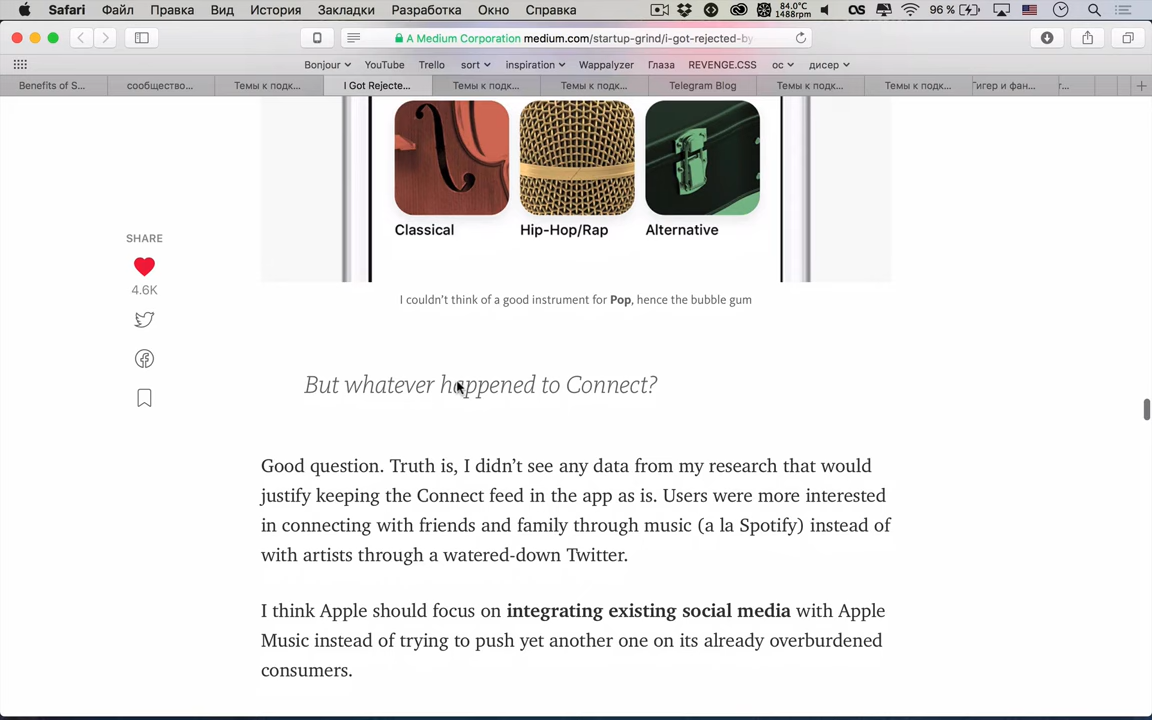 Safari Файл Правка Вид История Закладки Разработка Окно Справка 84.0°C 1488rpm 96 %
A Medium Corporation medium.com/startup-grind/i-got-rejected-by-
Bonjour YouTube Trello sort inspiration Wappalyzer Глаза REVENGE.CSS ос дисер
Benefits of S... сообщество... Темы к подк... I Got Rejecte... Темы к подк... Темы к подк... Telegram Blog Темы к подк... Темы к подк... Гигер и фан...
Classical Hip-Hop/Rap Alternative
I couldn't think of a good instrument for Pop, hence the bubble gum
SHARE
4.6K
But whatever happened to Connect?
Good question. Truth is, I didn't see any data from my research that would
justify keeping the Connect feed in the app as is. Users were more interested
in connecting with friends and family through music (a la Spotify) instead of
with artists through a watered-down Twitter.
I think Apple should focus on integrating existing social media with Apple
Music instead of trying to push yet another one on its already overburdened
consumers.